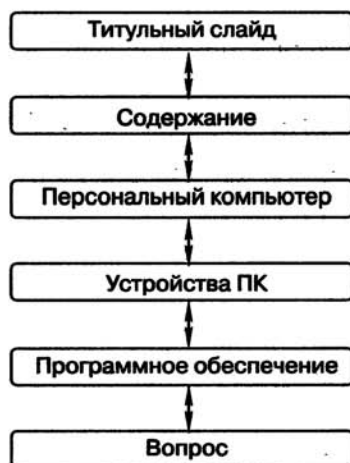 Титульный слайд
Содержание
Персональный компьютер
Устройства ПК
Программное обеспечение
Вопрос